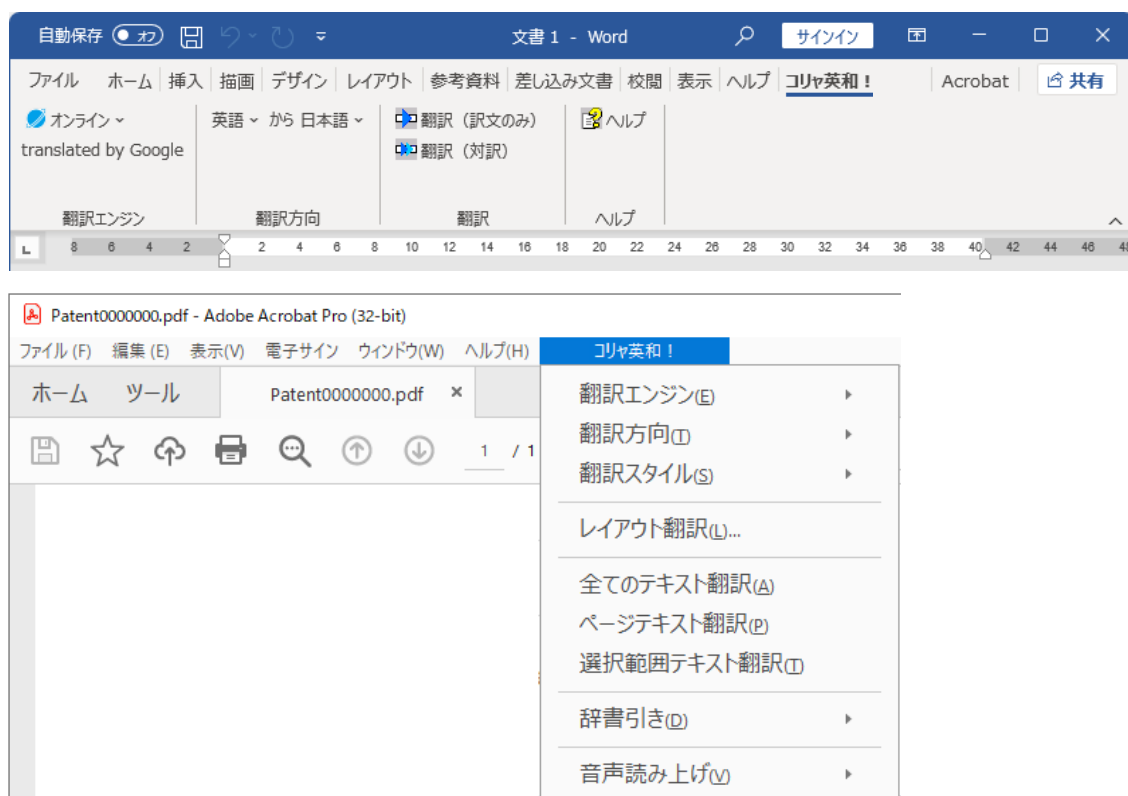 自動保存 オフ 文書 1 - Word サインイン
ファイル ホーム 挿入 描画 デザイン レイアウト 参考資料 差し込み文書 校閲 表示 ヘルプ コリャ英和！ Acrobat 共有
オンライン 英語 から 日本語 翻訳（訳文のみ） ヘルプ
translated by Google 翻訳（対訳）
翻訳エンジン 翻訳方向 翻訳 ヘルプ
L 8 6 4 2 2 4 6 8 10 12 14 16 18 20 22 24 26 28 30 32 34 36 38 40 42 44 46 48
Patent0000000.pdf - Adobe Acrobat Pro (32-bit)
ファイル (F) 編集 (E) 表示(V) 電子サイン ウィンドウ(W) ヘルプ(H) コリャ英和！
ホーム ツール Patent0000000.pdf ×
1 / 1
翻訳エンジン(E)
翻訳方向(T)
翻訳スタイル(S)
レイアウト翻訳(L)...
全てのテキスト翻訳(A)
ページテキスト翻訳(P)
選択範囲テキスト翻訳(T)
辞書引き(D)
音声読み上げ(V)